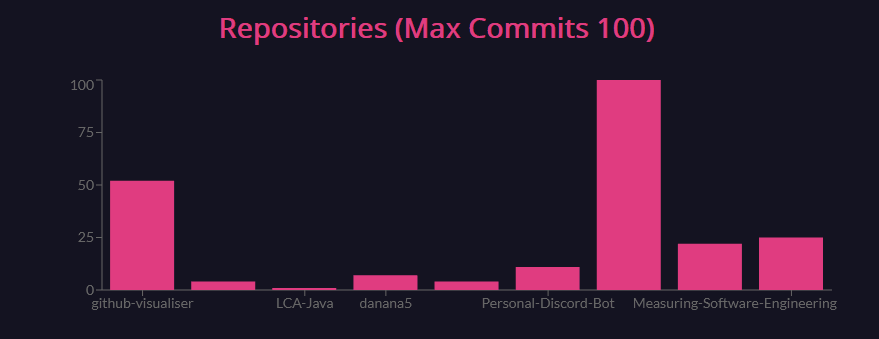 Repositories (Max Commits 100)
100
75
50
25
0
github-visualiser LCA-Java danana5 Personal-Discord-Bot Measuring-Software-Engineering